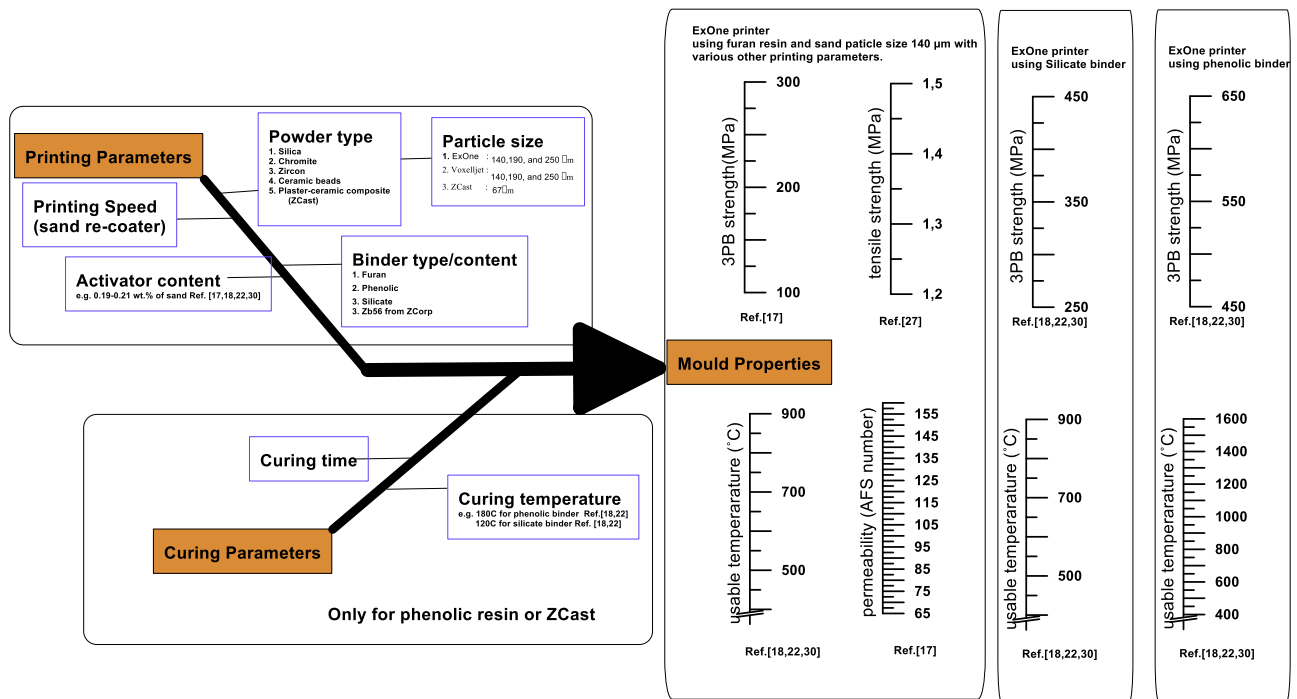 Printing Parameters
Powder type
1. Silica
2. Chromite
3. Zircon
4. Ceramic beads
5. Plaster-ceramic composite
(ZCast)
Particle size
1. ExOne : 140,190, and 250 □m
2. Voxelljet : 140,190, and 250 □m
3. ZCast : 67□m
Printing Speed
(sand re-coater)
Activator content
e.g. 0.19-0.21 wt.% of sand Ref. [17,18,22,30]
Binder type/content
1. Furan
2. Phenolic
3. Silicate
3. Zb56 from ZCorp
Curing time
Curing temperature
e.g. 180C for phenolic binder Ref.[18,22]
120C for silicate binder Ref. [18,22]
Curing Parameters
Only for phenolic resin or ZCast
Mould Properties
ExOne printer
using furan resin and sand paticle size 140 µm with
various other printing parameters.
3PB strength(MPa)
300
200
100
Ref.[17]
tensile strength (MPa)
1,5
1,4
1,3
1,2
Ref.[27]
usable temperarature (˚C)
900
700
500
Ref.[18,22,30]
permeability (AFS number)
155
145
135
125
115
105
95
85
75
65
Ref.[17]
ExOne printer
using Silicate binder
3PB strength (MPa)
450
350
250
Ref.[18,22,30]
usable temperarature (˚C)
900
700
500
Ref.[18,22,30]
ExOne printer
using phenolic binder
3PB strength (MPa)
650
550
450
Ref.[18,22,30]
usable temperarature (˚C)
1600
1400
1200
1000
800
600
400
Ref.[18,22,30]